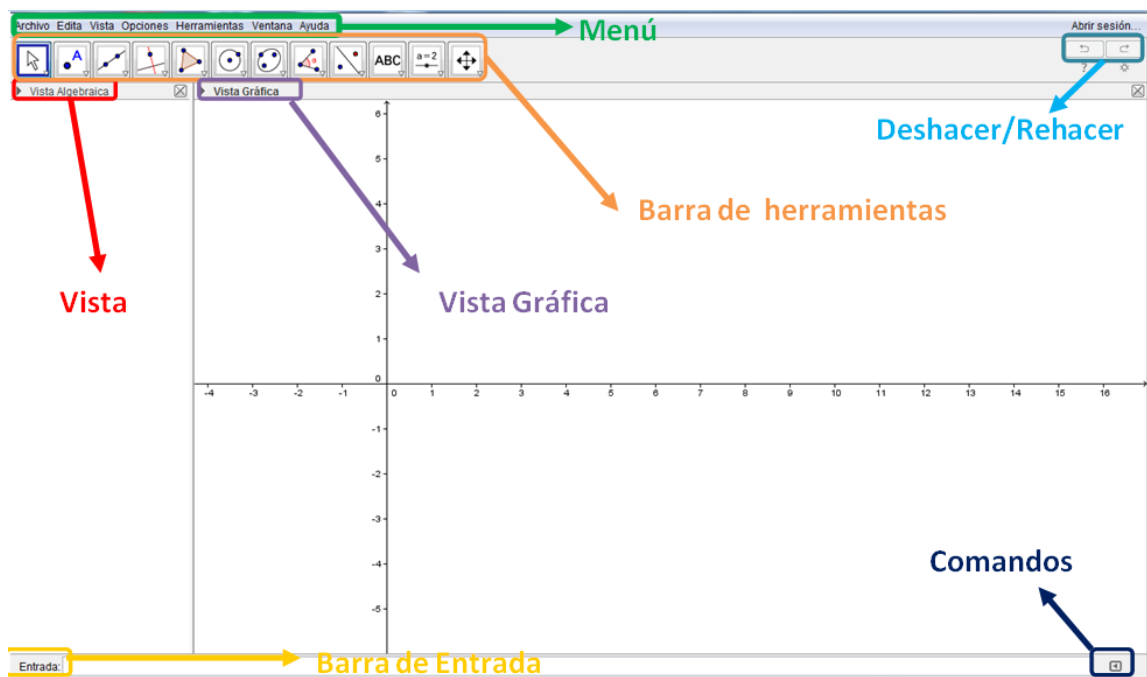 Archivo Edita Vista Opciones Herramientas Ventana Ayuda
Menú
Abrir sesión...
A
α
ABC
a=2
?
Vista Algebraica
Vista Gráfica
Deshacer/Rehacer
Barra de herramientas
Vista
Vista Gráfica
6
5
4
3
2
1
0
-4 -3 -2 -1 0 1 2 3 4 5 6 7 8 9 10 11 12 13 14 15 16
-1
-2
-3
-4
-5
Comandos
Entrada:
Barra de Entrada